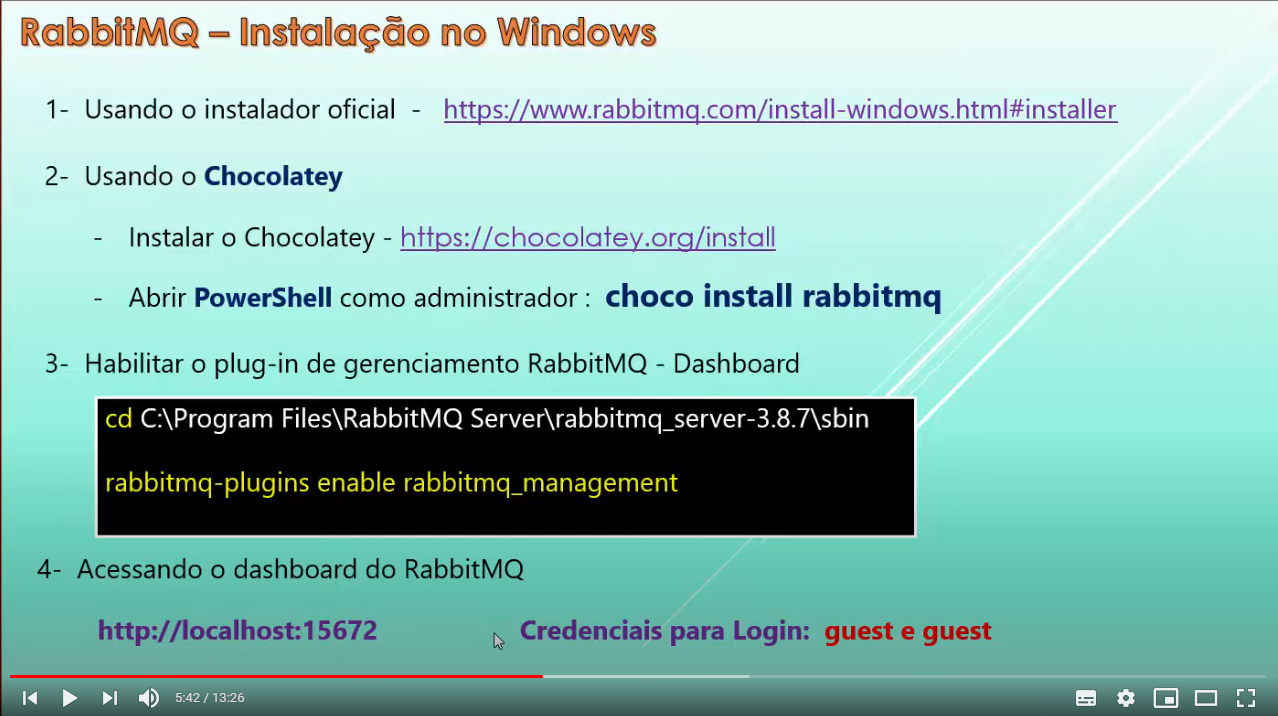 RabbitMQ – Instalação no Windows
1- Usando o instalador oficial - https://www.rabbitmq.com/install-windows.html#installer
2- Usando o Chocolatey
- Instalar o Chocolatey - https://chocolatey.org/install
- Abrir PowerShell como administrador : choco install rabbitmq
3- Habilitar o plug-in de gerenciamento RabbitMQ - Dashboard
cd C:\Program Files\RabbitMQ Server\rabbitmq_server-3.8.7\sbin
rabbitmq-plugins enable rabbitmq_management
4- Acessando o dashboard do RabbitMQ
http://localhost:15672 Credenciais para Login: guest e guest
5:42 / 13:26